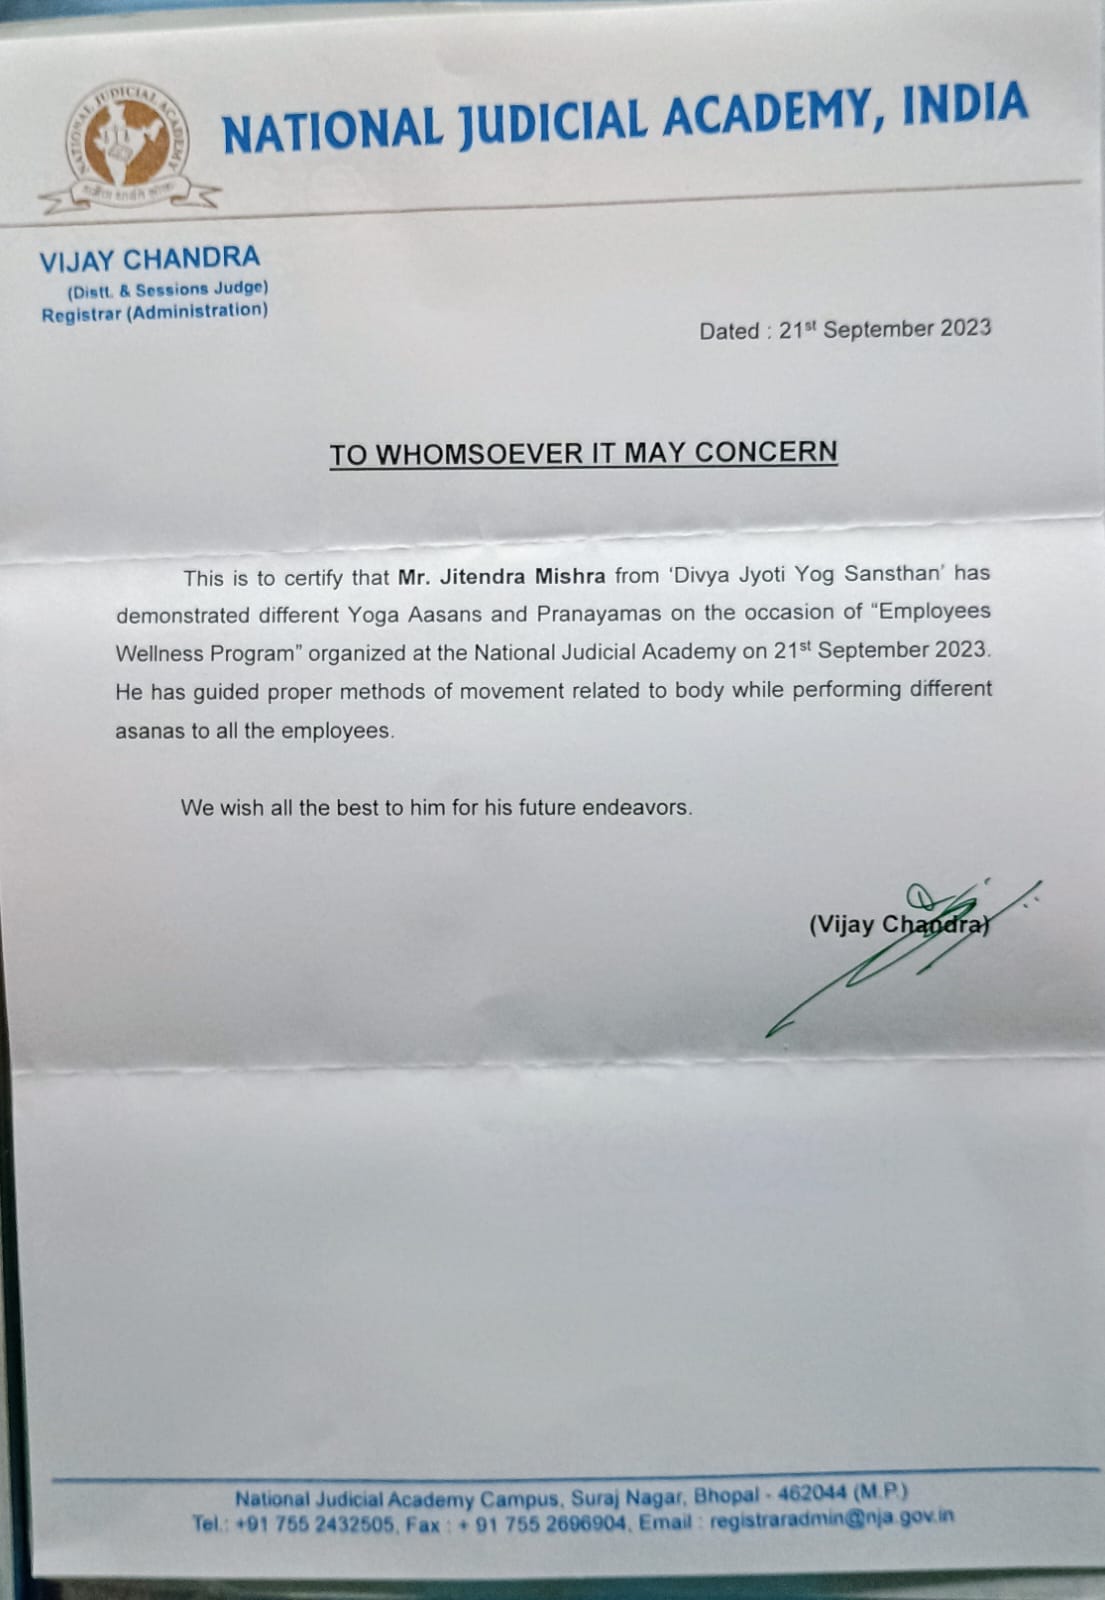 NATIONAL JUDICIAL ACADEMY
NATIONAL JUDICIAL ACADEMY, INDIA
VIJAY CHANDRA
(Distt. & Sessions Judge)
Registrar (Administration)
Dated : 21st September 2023
TO WHOMSOEVER IT MAY CONCERN
This is to certify that Mr. Jitendra Mishra from ‘Divya Jyoti Yog Sansthan’ has
demonstrated different Yoga Aasans and Pranayamas on the occasion of “Employees
Wellness Program” organized at the National Judicial Academy on 21st September 2023.
He has guided proper methods of movement related to body while performing different
asanas to all the employees.
We wish all the best to him for his future endeavors.
(Vijay Chandra)
National Judicial Academy Campus, Suraj Nagar, Bhopal - 462044 (M.P.)
Tel.: +91 755 2432505, Fax : + 91 755 2696904, Email : registraradmin@nja.gov.in